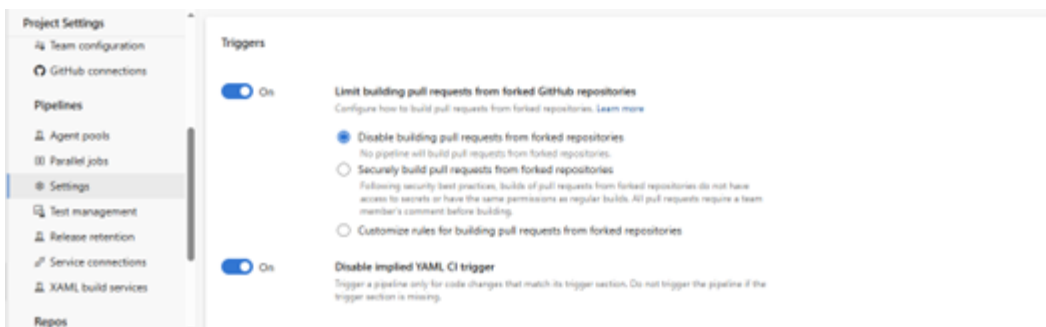 Project Settings
Team configuration
GitHub connections
Pipelines
Agent pools
Parallel jobs
Settings
Test management
Release retention
Service connections
XAML build services
Repos
Triggers
On
Limit building pull requests from forked GitHub repositories
Configure how to build pull requests from forked repositories. Learn more
Disable building pull requests from forked repositories
No pipeline will build pull requests from forked repositories.
Securely build pull requests from forked repositories
Following security best practices, builds of pull requests from forked repositories do not have
access to secrets or have the same permissions as regular builds. All pull requests require a team
member's comment before building.
Customize rules for building pull requests from forked repositories
On
Disable implied YAML CI trigger
Trigger a pipeline only for code changes that match its trigger section. Do not trigger the pipeline if the
trigger section is missing.